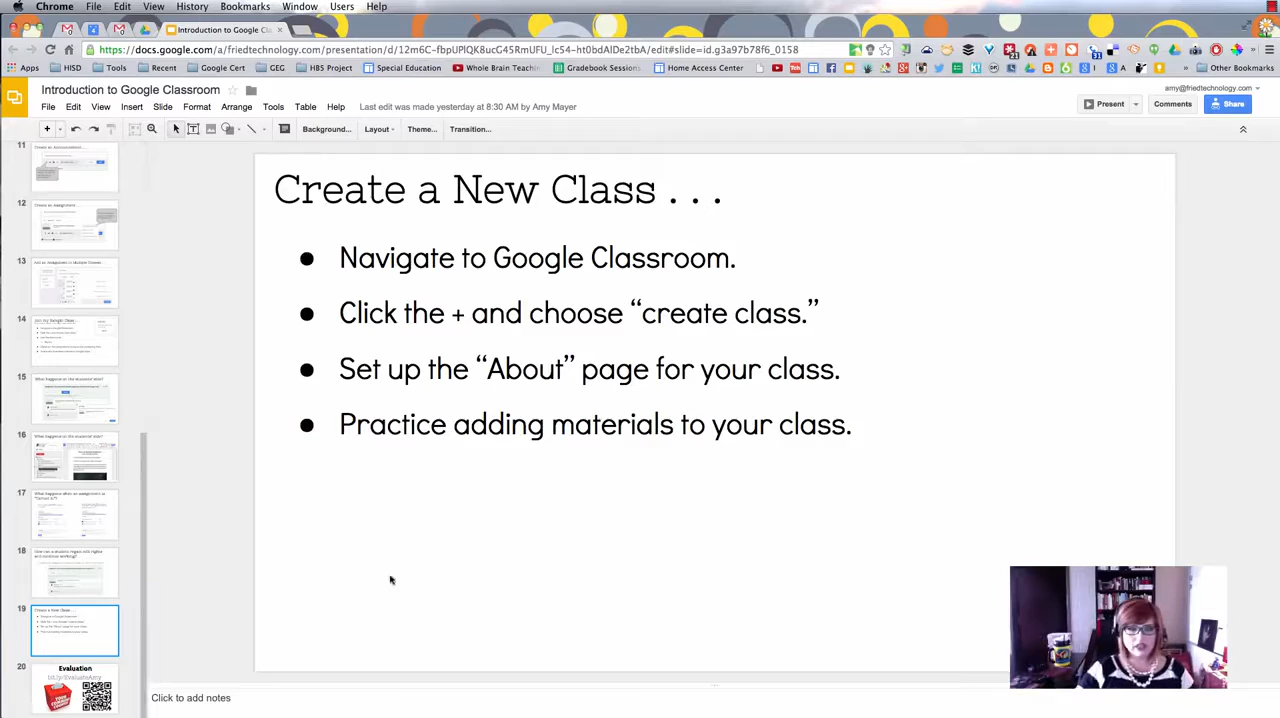 Chrome File Edit View History Bookmarks Window Users Help
Introduction to Google Cl
https://docs.google.com/a/friedtechnology.com/presentation/d/12m6C-fbpUPlQK8ucG45RmUFU_lc54-ht0bdAlDe2tbA/edit#slide=id.g3a97b78f6_0158
Apps HISD Tools Recent Google Cert GEG HBS Project Special Education Whole Brain Teach Gradebook Sessions Home Access Center Other Bookmarks
Introduction to Google Classroom
amy@friedtechnology.com
File Edit View Insert Slide Format Arrange Tools Table Help Last edit was made yesterday at 8:30 AM by Amy Mayer
Present Comments Share
Background... Layout Theme... Transition...
11
12
13
14
15
16
17
18
19
20
Evaluation
bit.ly/EvaluateAmy
Create a New Class . . .
● Navigate to Google Classroom.
● Click the + and choose “create class.”
● Set up the “About” page for your class.
● Practice adding materials to your class.
Click to add notes